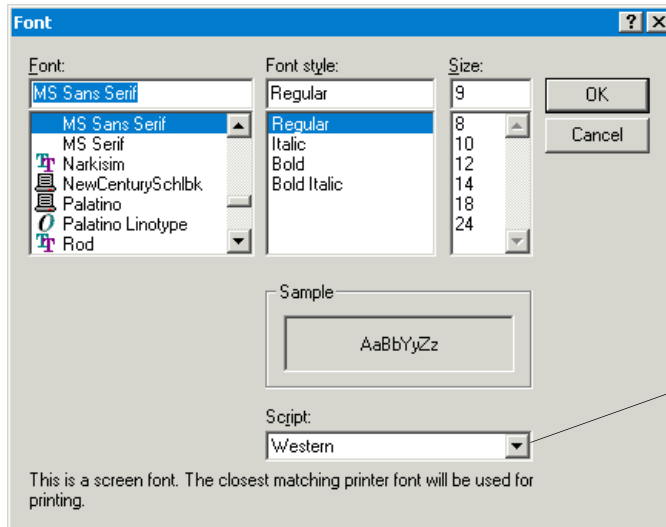 Font
Font: Font style: Size:
MS Sans Serif Regular 9 OK
MS Sans Serif Regular 8 Cancel
MS Serif Italic 10
Narkisim Bold 12
NewCenturySchlbk Bold Italic 14
Palatino 18
Palatino Linotype 24
Rod
Sample
AaBbYyZz
Script:
Western
This is a screen font. The closest matching printer font will be used for
printing.